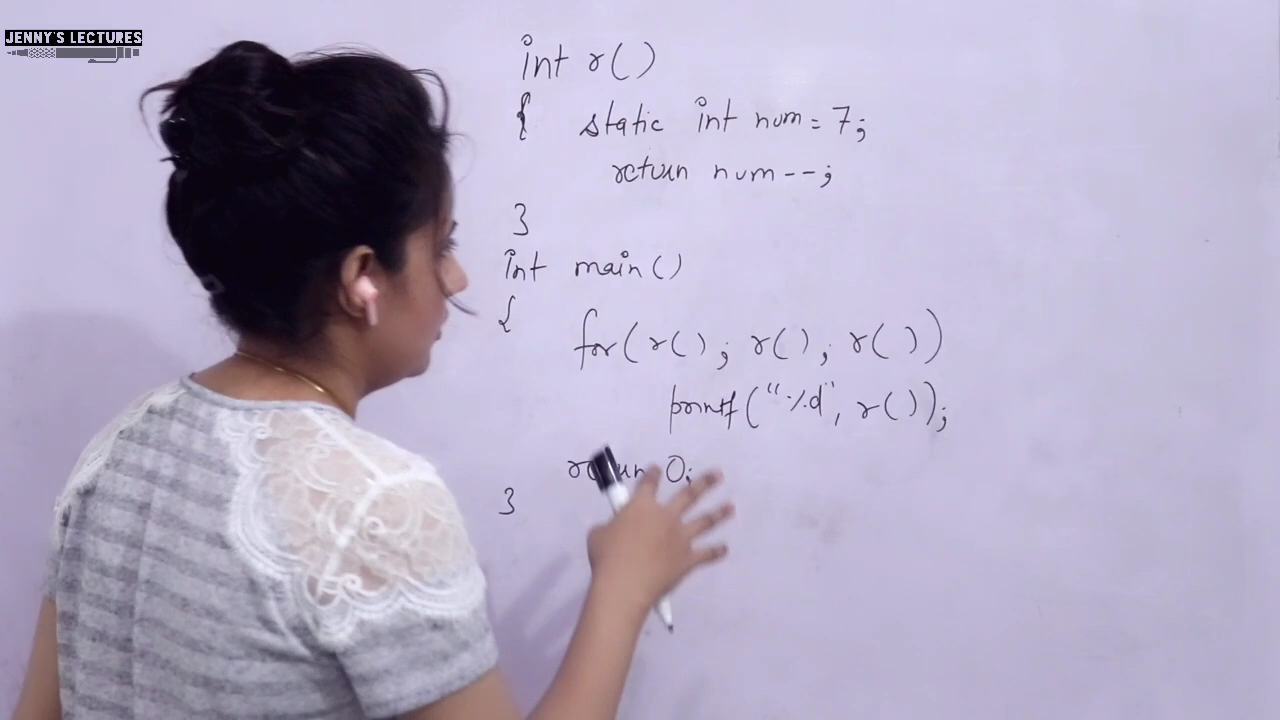 JENNY'S LECTURES
int r()
{ static int num = 7;
return num--;
}
int main()
{
for(r(); r(); r())
printf("%d", r());
return 0;
}